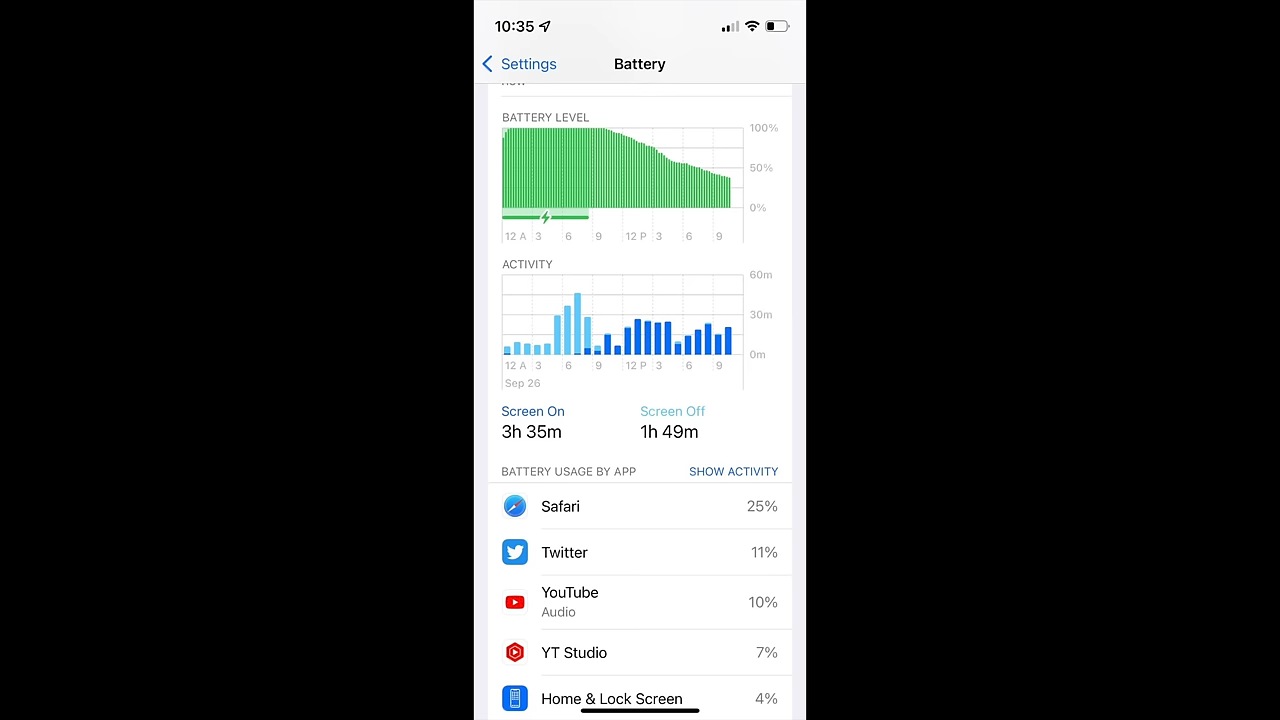 10:35
Settings
Battery
BATTERY LEVEL
100%
50%
0%
12 A 3 6 9 12 P 3 6 9
ACTIVITY
60m
30m
0m
12 A 3 6 9 12 P 3 6 9
Sep 26
Screen On Screen Off
3h 35m 1h 49m
BATTERY USAGE BY APP SHOW ACTIVITY
Safari 25%
Twitter 11%
YouTube
Audio
10%
YT Studio 7%
Home & Lock Screen 4%